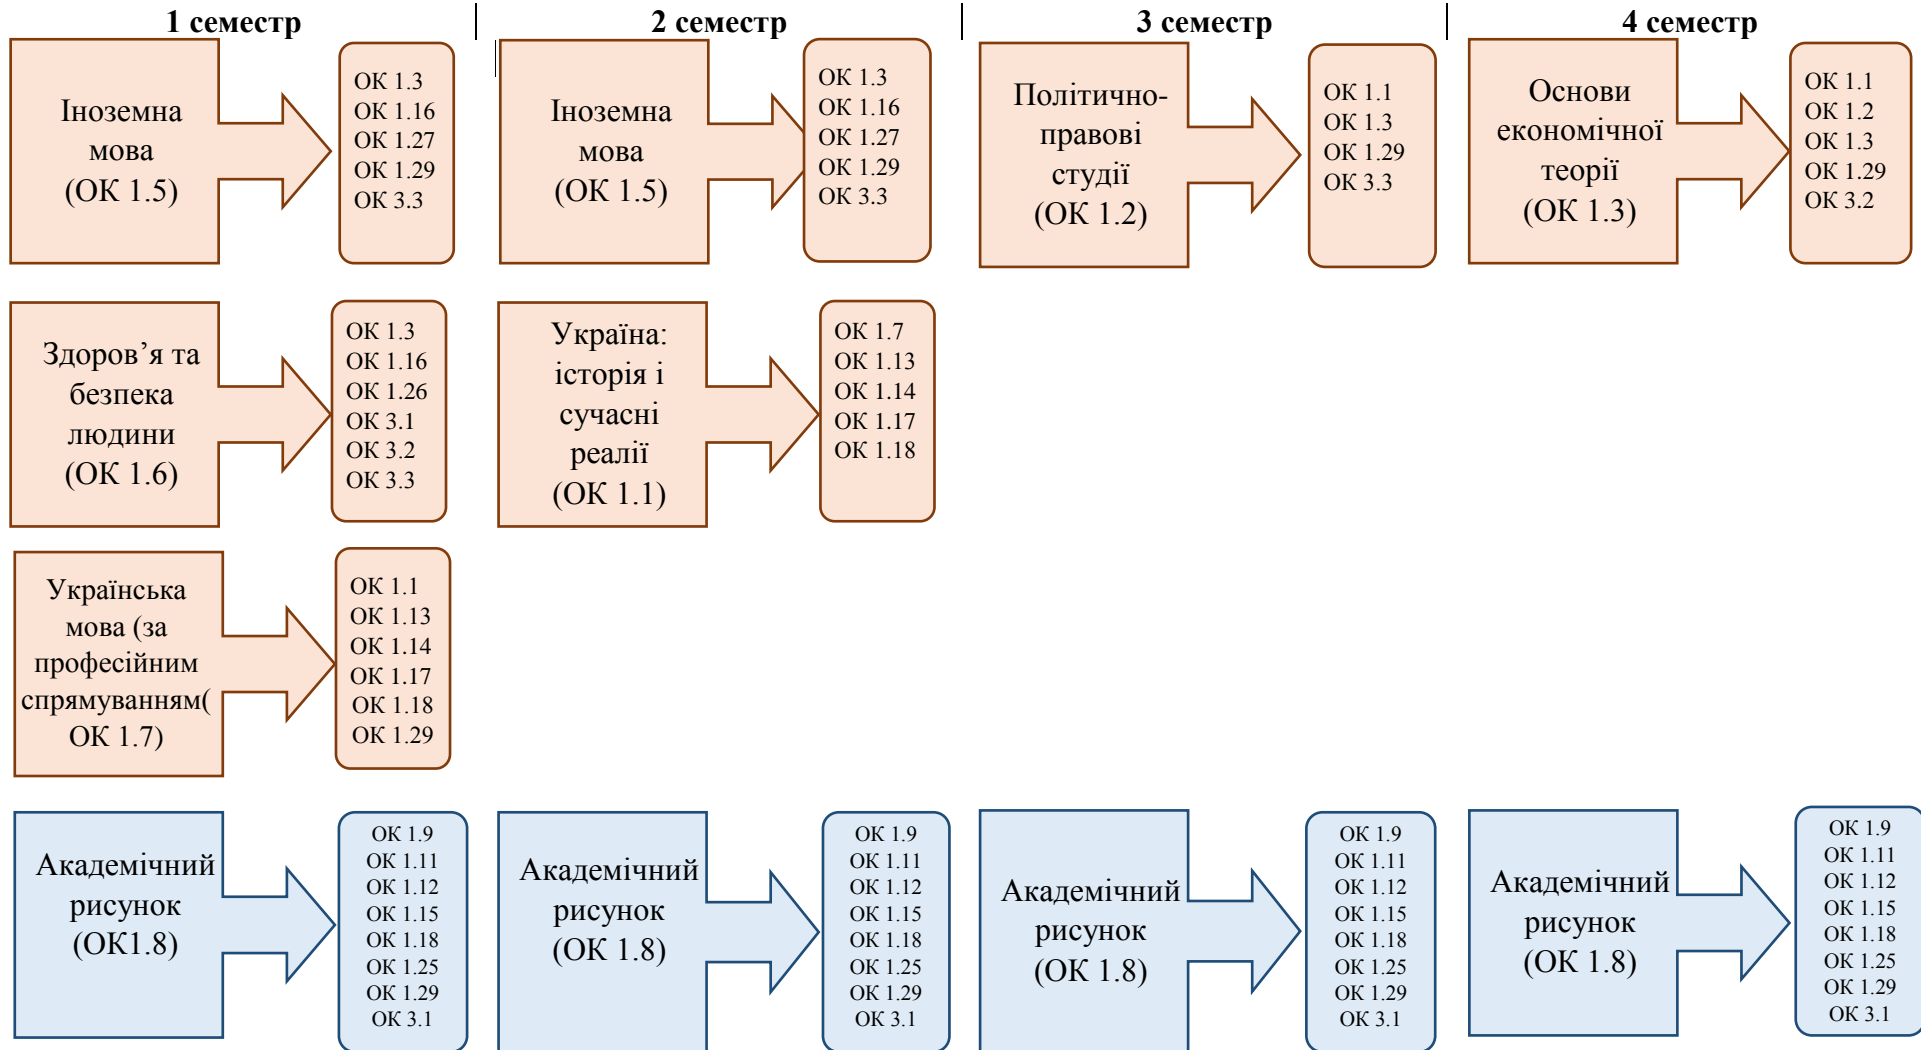 1 семестр
2 семестр
3 семестр
4 семестр
Іноземна
мова
(ОК 1.5)
ОК 1.3
ОК 1.16
ОК 1.27
ОК 1.29
ОК 3.3
Іноземна
мова
(ОК 1.5)
ОК 1.3
ОК 1.16
ОК 1.27
ОК 1.29
ОК 3.3
Політично-
правові
студії
(ОК 1.2)
ОК 1.1
ОК 1.3
ОК 1.29
ОК 3.3
Основи
економічної
теорії
(ОК 1.3)
ОК 1.1
ОК 1.2
ОК 1.3
ОК 1.29
ОК 3.2
Здоров’я та
безпека
людини
(ОК 1.6)
ОК 1.3
ОК 1.16
ОК 1.26
ОК 3.1
ОК 3.2
ОК 3.3
Україна:
історія і
сучасні
реалії
(ОК 1.1)
ОК 1.7
ОК 1.13
ОК 1.14
ОК 1.17
ОК 1.18
Українська
мова (за
професійним
спрямуванням(
ОК 1.7)
ОК 1.1
ОК 1.13
ОК 1.14
ОК 1.17
ОК 1.18
ОК 1.29
Академічний
рисунок
(ОК1.8)
ОК 1.9
ОК 1.11
ОК 1.12
ОК 1.15
ОК 1.18
ОК 1.25
ОК 1.29
ОК 3.1
Академічний
рисунок
(ОК 1.8)
ОК 1.9
ОК 1.11
ОК 1.12
ОК 1.15
ОК 1.18
ОК 1.25
ОК 1.29
ОК 3.1
Академічний
рисунок
(ОК 1.8)
ОК 1.9
ОК 1.11
ОК 1.12
ОК 1.15
ОК 1.18
ОК 1.25
ОК 1.29
ОК 3.1
Академічний
рисунок
(ОК 1.8)
ОК 1.9
ОК 1.11
ОК 1.12
ОК 1.15
ОК 1.18
ОК 1.25
ОК 1.29
ОК 3.1